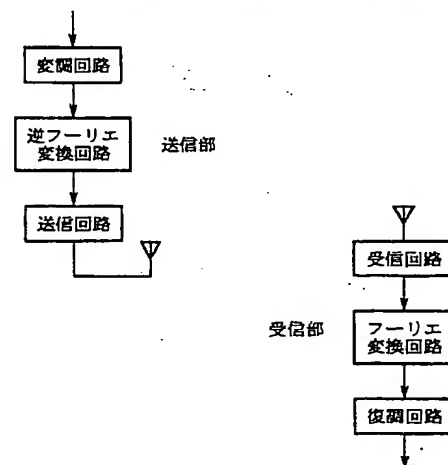 変調回路
逆フーリエ
変換回路
送信部
送信回路
受信回路
受信部
フーリエ
変換回路
復調回路